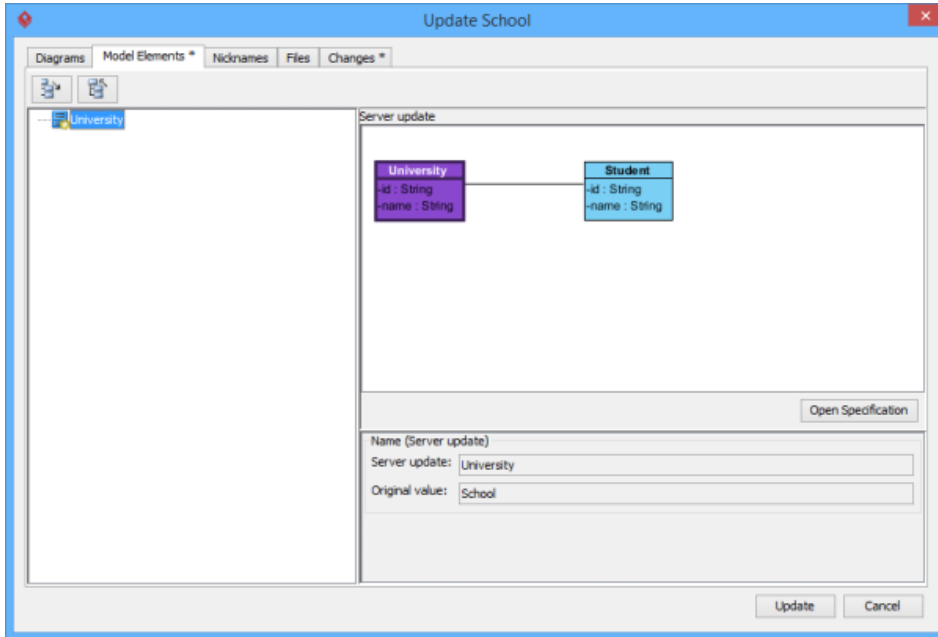 Update School
Diagrams Model Elements * Nicknames Files Changes *
University
Server update
University
-id : String
-name : String
Student
-id : String
-name : String
Open Specification
Name (Server update)
Server update: University
Original value: School
Update Cancel